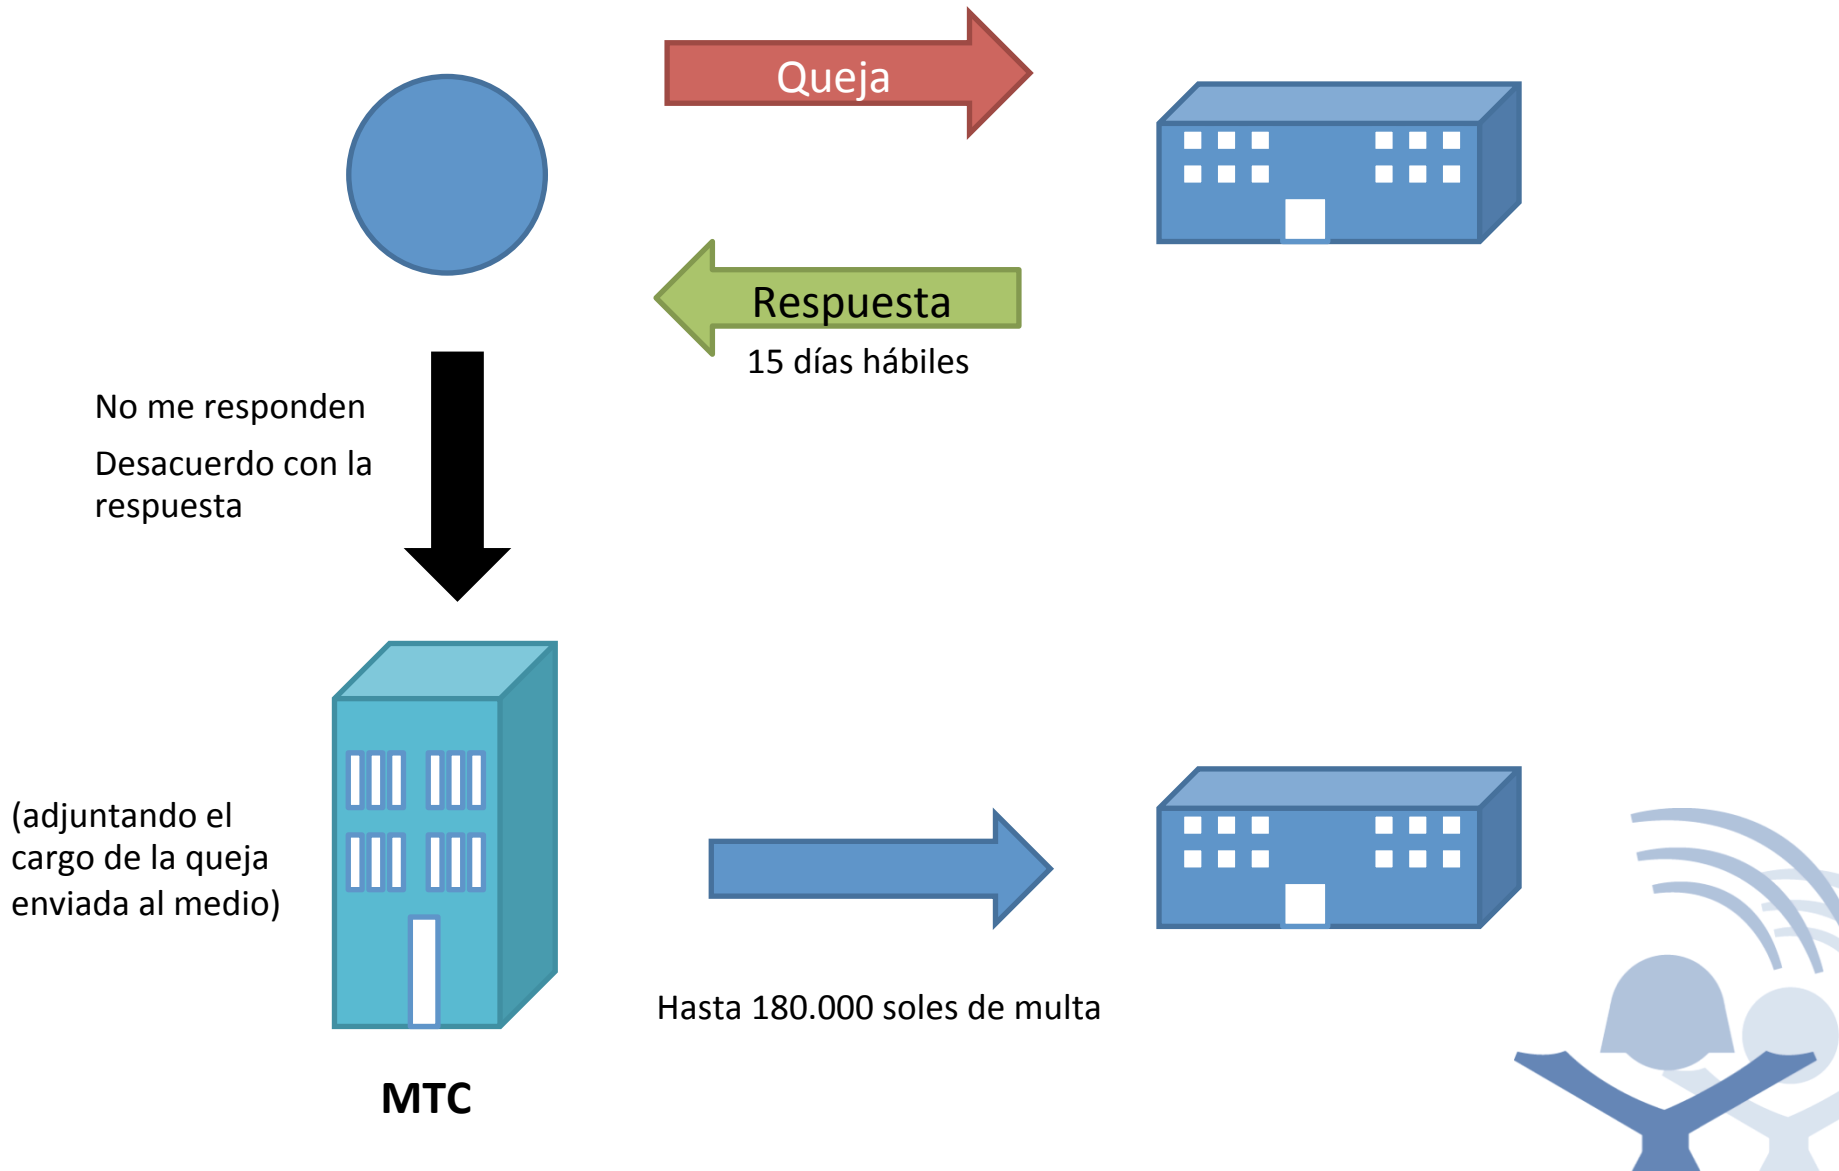 Queja
Respuesta
15 días hábiles
No me responden
Desacuerdo con la
respuesta
(adjuntando el
cargo de la queja
enviada al medio)
Hasta 180.000 soles de multa
MTC